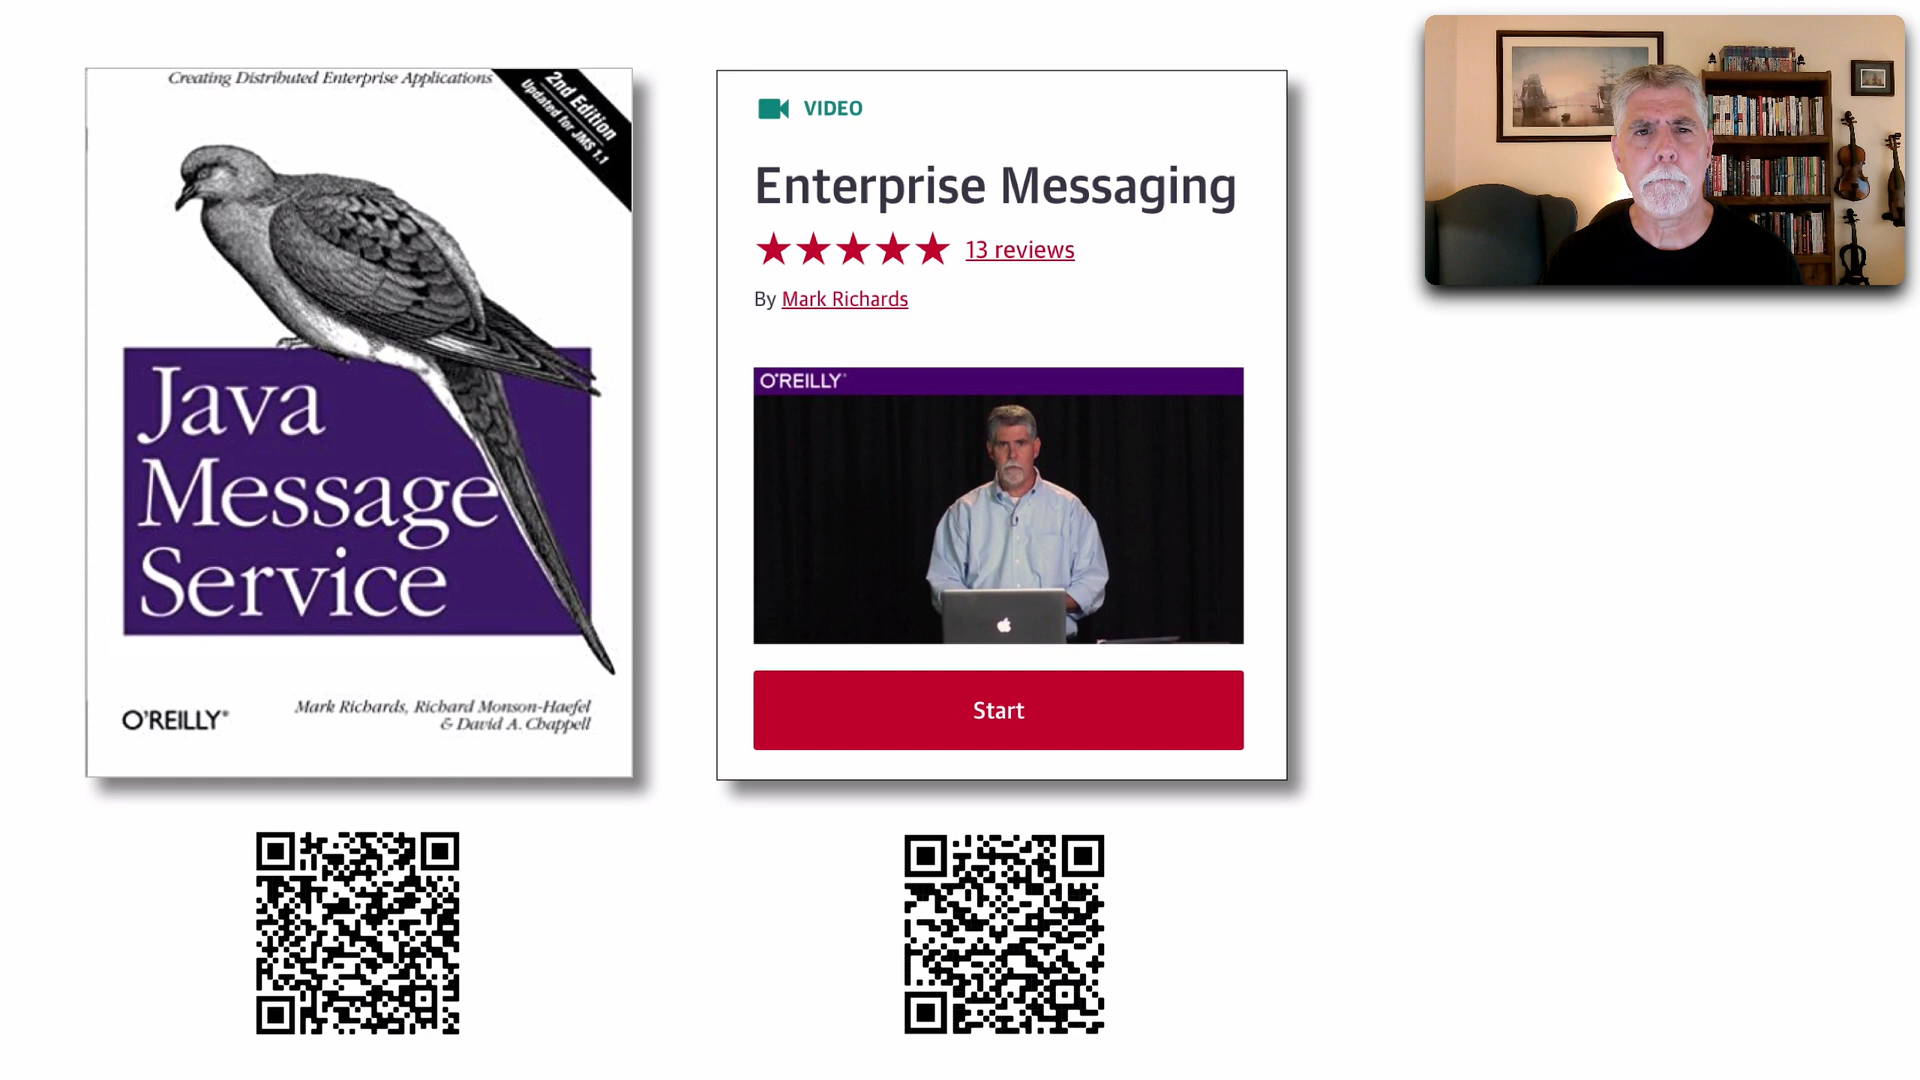 Creating Distributed Enterprise Applications
2nd Edition
Updated for JMS 1.1
Java
Message
Service
O'REILLY®
Mark Richards, Richard Monson-Haefel
& David A. Chappell
VIDEO
Enterprise Messaging
13 reviews
By Mark Richards
O'REILLY®
Start